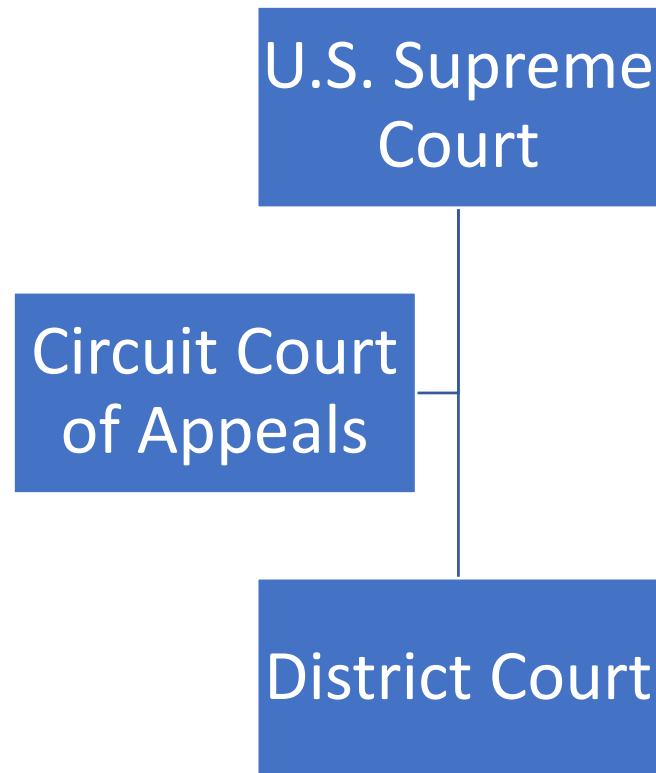 U.S. Supreme
Court
Circuit Court
of Appeals
District Court